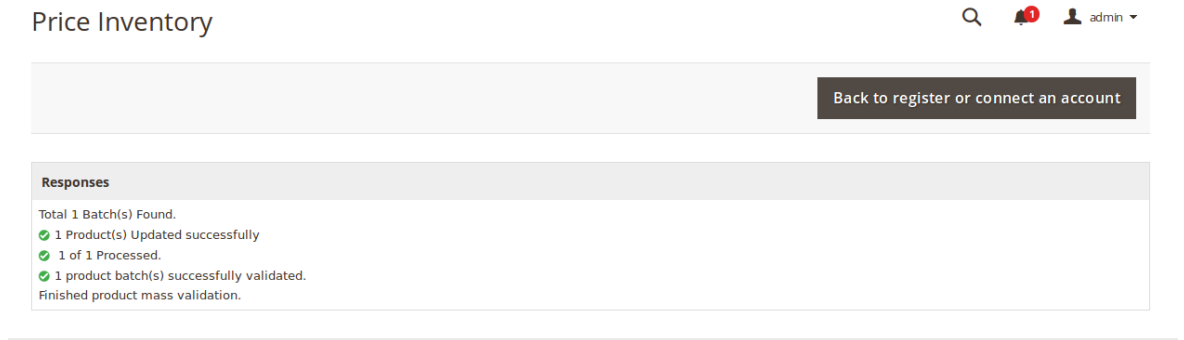 Price Inventory
1
admin
Back to register or connect an account
Responses
Total 1 Batch(s) Found.
1 Product(s) Updated successfully
1 of 1 Processed.
1 product batch(s) successfully validated.
Finished product mass validation.